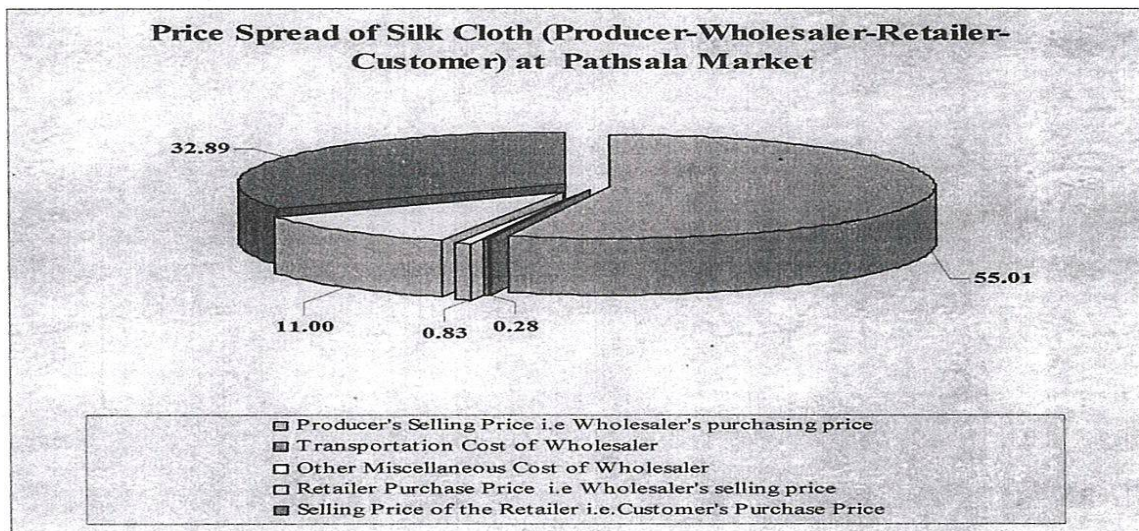 Price Spread of Silk Cloth (Producer-Wholesaler-Retailer-
Customer) at Pathsala Market
32.89
55.01
11.00
0.83
0.28
Producer's Selling Price i.e Wholesaler's purchasing price
Transportation Cost of Wholesaler
Other Miscellaneous Cost of Wholesaler
Retailer Purchase Price i.e Wholesaler's selling price
Selling Price of the Retailer i.e.Customer's Purchase Price